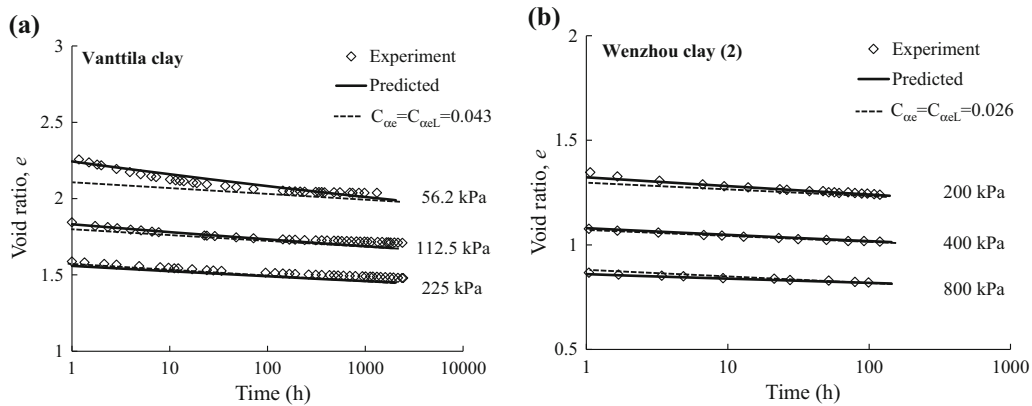 (a)
Vanttila clay
Experiment
Predicted
Cαe=CαeL=0.043
3
2.5
2
1.5
1
Void ratio, e
56.2 kPa
112.5 kPa
225 kPa
1
10
100
1000
10000
Time (h)
(b)
Wenzhou clay (2)
Experiment
Predicted
Cαe=CαeL=0.026
2
1.5
1
0.5
Void ratio, e
200 kPa
400 kPa
800 kPa
1
10
100
1000
Time (h)